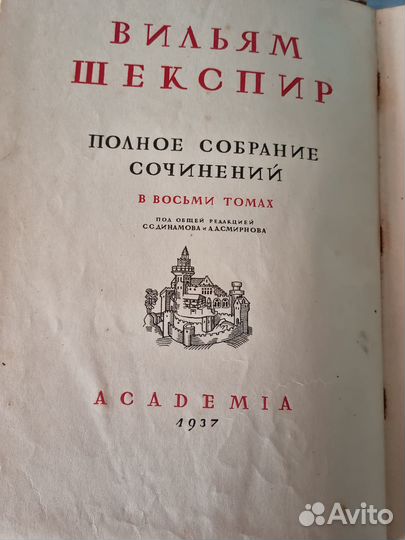 ВИЛЬЯМ
ШЕКСПИР
ПОЛНОЕ СОБРАНИЕ
СОЧИНЕНИЙ
В ВОСЬМИ ТОМАХ
ПОД ОБЩЕЙ РЕДАКЦИЕЙ
С.С.ДИНАМОВА и А.А.СМИРНОВА
ACADEMIA
1937
Avito